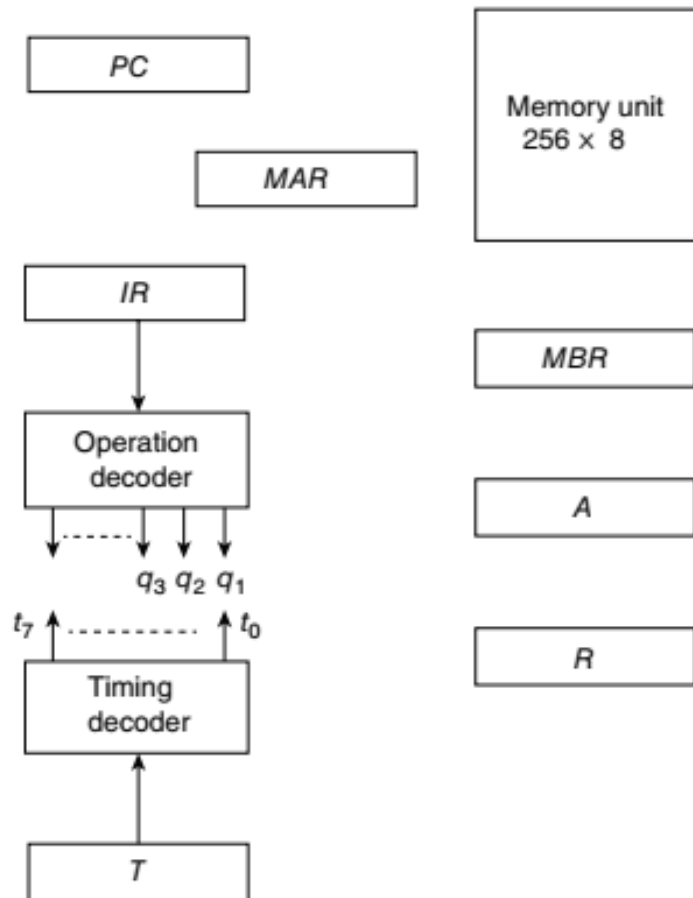 PC
Memory unit
256 × 8
MAR
IR
MBR
Operation
decoder
A
q3 q2 q1
t7 t0
R
Timing
decoder
T